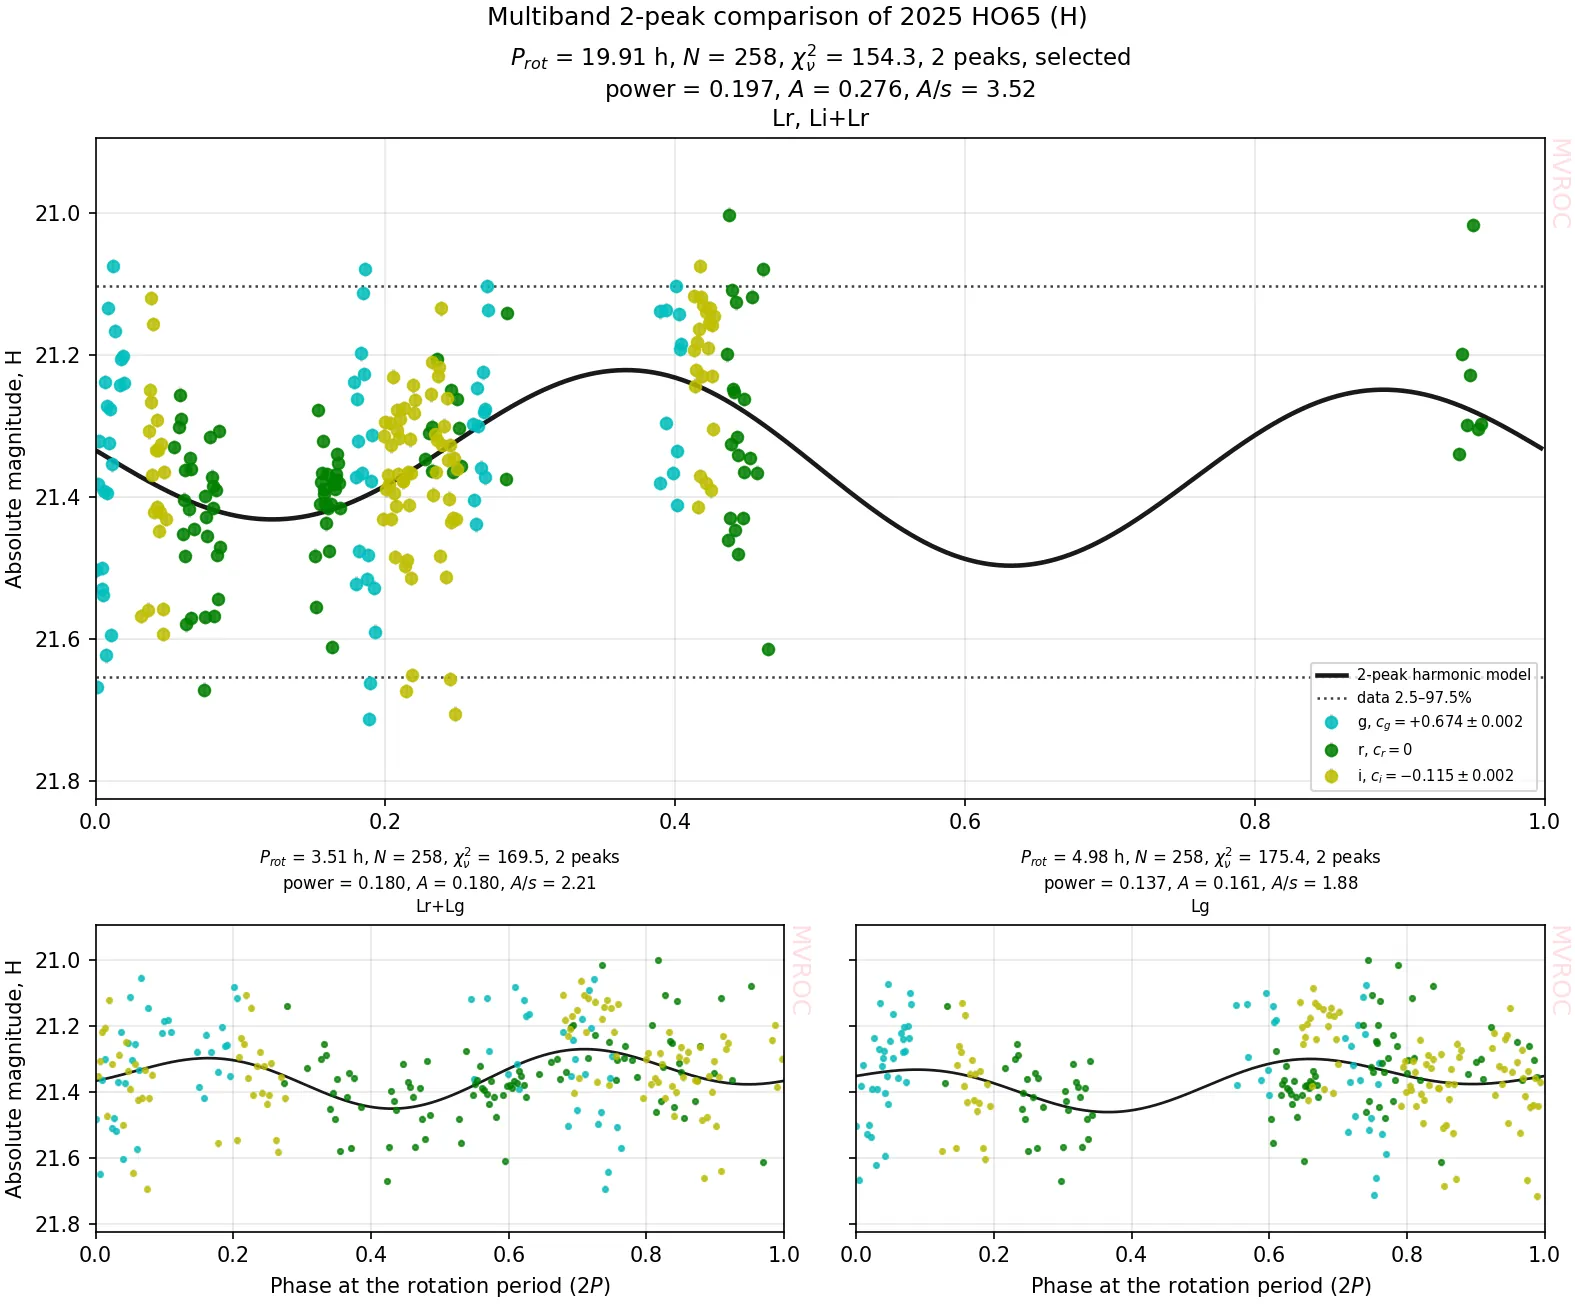 Multiband 2-peak comparison of 2025 HO65 (H)
P_rot = 19.91 h, N = 258, χ²_ν = 154.3, 2 peaks, selected
power = 0.197, A = 0.276, A/s = 3.52
Lr, Li+Lr
MVROC
Absolute magnitude, H
21.0
21.2
21.4
21.6
21.8
2-peak harmonic model
data 2.5–97.5%
g, c_g = +0.674 ± 0.002
r, c_r = 0
i, c_i = −0.115 ± 0.002
0.0 0.2 0.4 0.6 0.8 1.0
P_rot = 3.51 h, N = 258, χ²_ν = 169.5, 2 peaks
power = 0.180, A = 0.180, A/s = 2.21
Lr+Lg
MVROC
Absolute magnitude, H
21.0
21.2
21.4
21.6
21.8
0.0 0.2 0.4 0.6 0.8 1.0
Phase at the rotation period (2P)
P_rot = 4.98 h, N = 258, χ²_ν = 175.4, 2 peaks
power = 0.137, A = 0.161, A/s = 1.88
Lg
MVROC
0.0 0.2 0.4 0.6 0.8 1.0
Phase at the rotation period (2P)